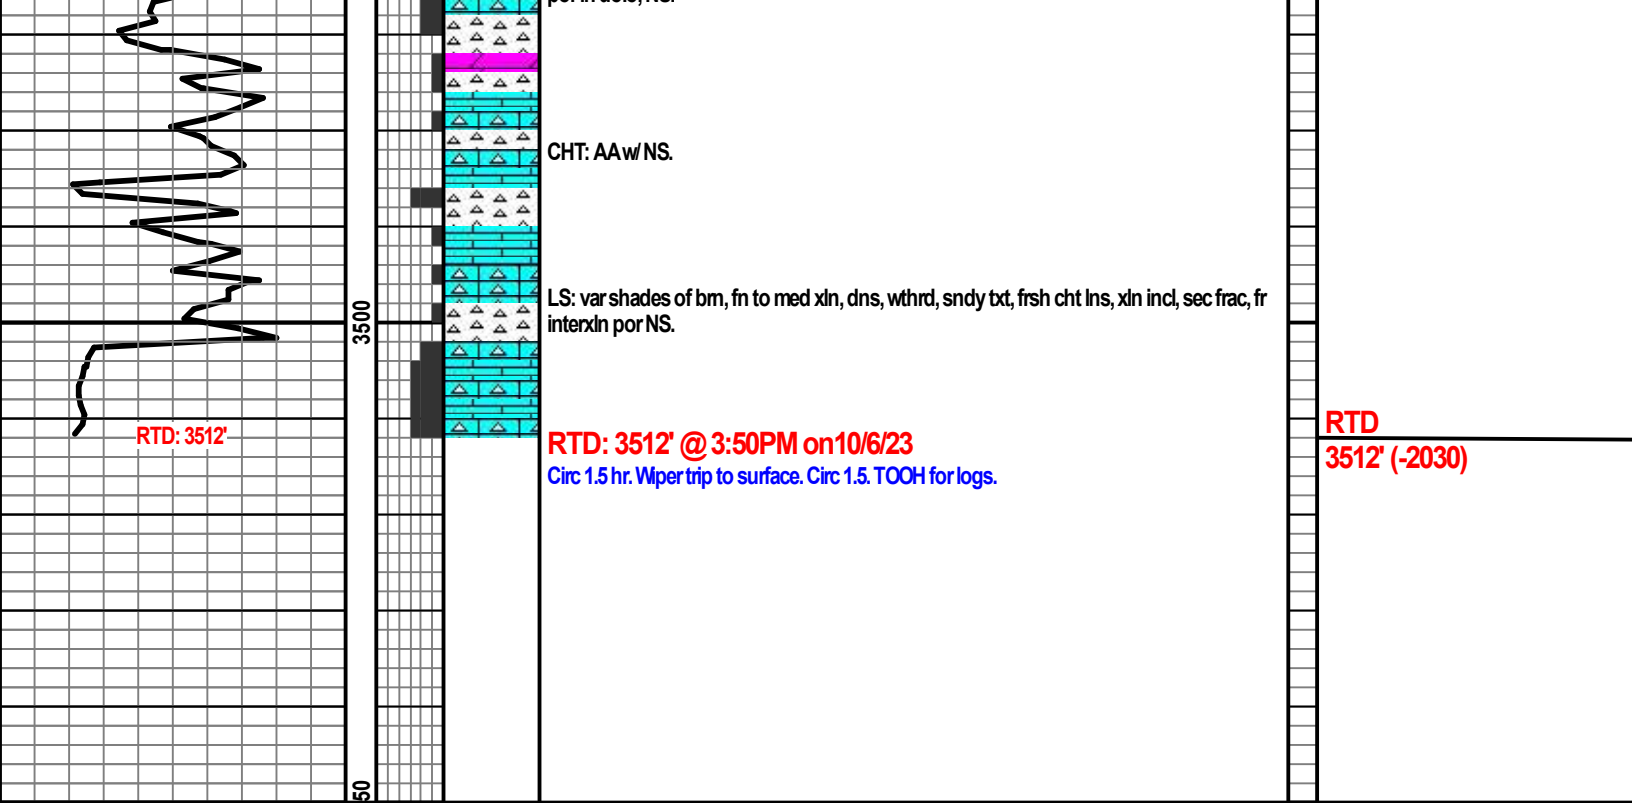 CHT: AA w/ NS.
3500
LS: var shades of brn, fn to med xln, dns, wthrd, sndy txt, frsh cht lns, xln incl, sec frac, fr
interxln por NS.
RTD: 3512'
RTD: 3512' @ 3:50PM on10/6/23
Circ 1.5 hr. Wiper trip to surface. Circ 1.5. TOOH for logs.
RTD
3512' (-2030)
50